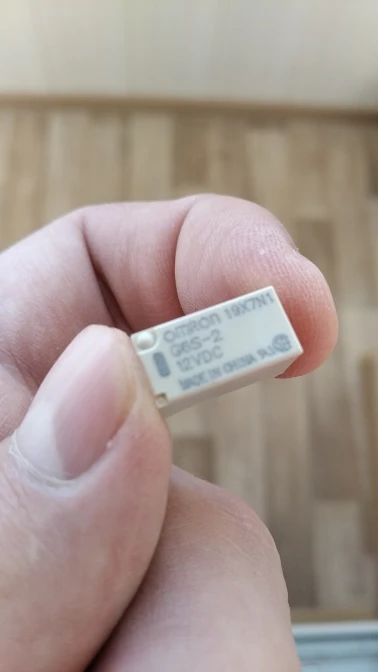 omron 19X7N1
G6S-2
12VDC
MADE IN CHINA